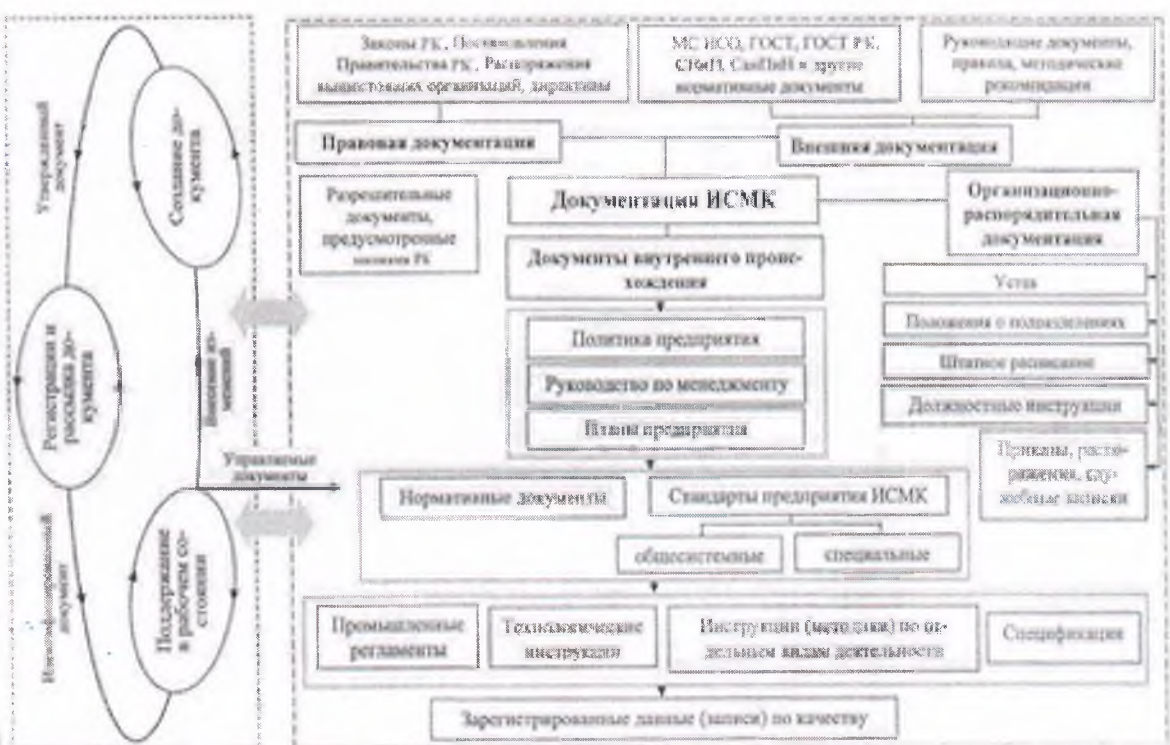 Утвержденный
документ
Создание до-
кумента
Регистрация и
рассылка до-
кумента
Внесение из-
менений
Управляемые
документы
документ
Поддержание
в рабочем со-
стоянии
Законы РК, Постановления
Правительства РК, Распоряжения
вышестоящих организаций, директивы
МС ИСО, ГОСТ, ГОСТ РК,
СНиП, СанПиН и другие
нормативные документы
Руководящие документы,
правила, методические
рекомендации
Правовая документация
Внешняя документация
Разрешительные
документы,
предусмотренные
законами РК
Документация ИСМК
Организационно-
распорядительная
документация
Документы внутреннего проис-
хождения
Устав
Политика предприятия
Положения о подразделениях
Руководство по менеджменту
Штатное расписание
Планы предприятия
Должностные инструкции
Приказы, распо-
ряжения, слу-
жебные записки
Нормативные документы
Стандарты предприятия ИСМК
общесистемные
специальные
Промышленные
регламенты
Технологические
инструкции
Инструкции (методики) по от-
дельным видам деятельности
Спецификации
Зарегистрированные данные (записи) по качеству